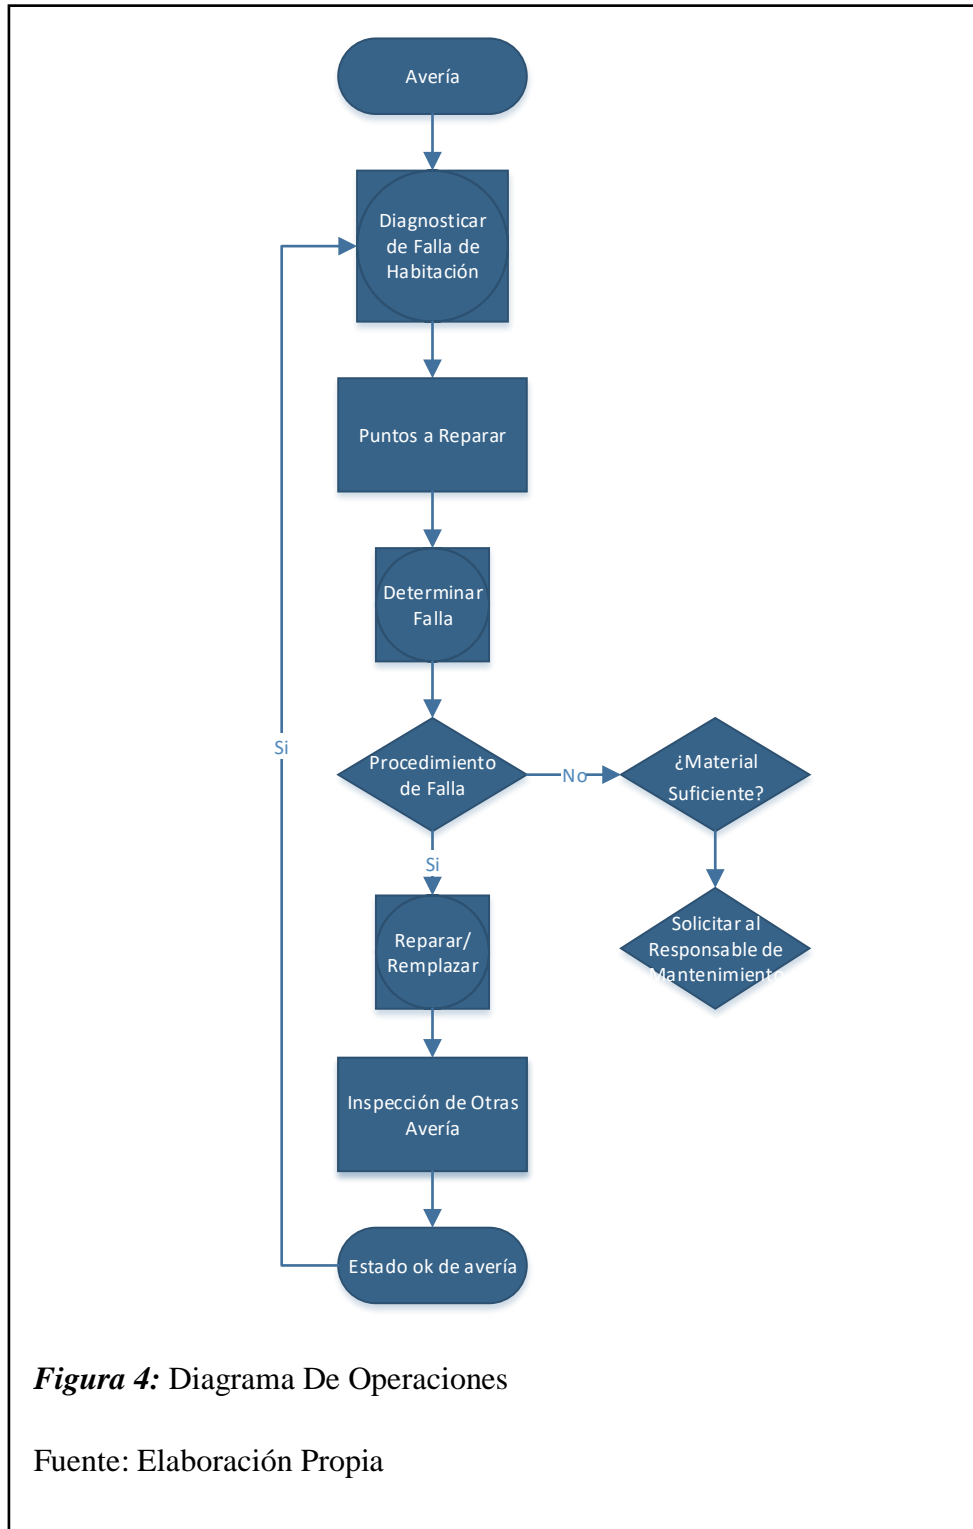 Avería
Diagnosticar
de Falla de
Habitación
Puntos a Reparar
Determinar
Falla
Procedimiento
de Falla
No
¿Material
Suficiente?
Si
Si
Solicitar al
Responsable de
Mantenimiento
Reparar/
Remplazar
Inspección de Otras
Avería
Estado ok de avería
Figura 4: Diagrama De Operaciones
Fuente: Elaboración Propia